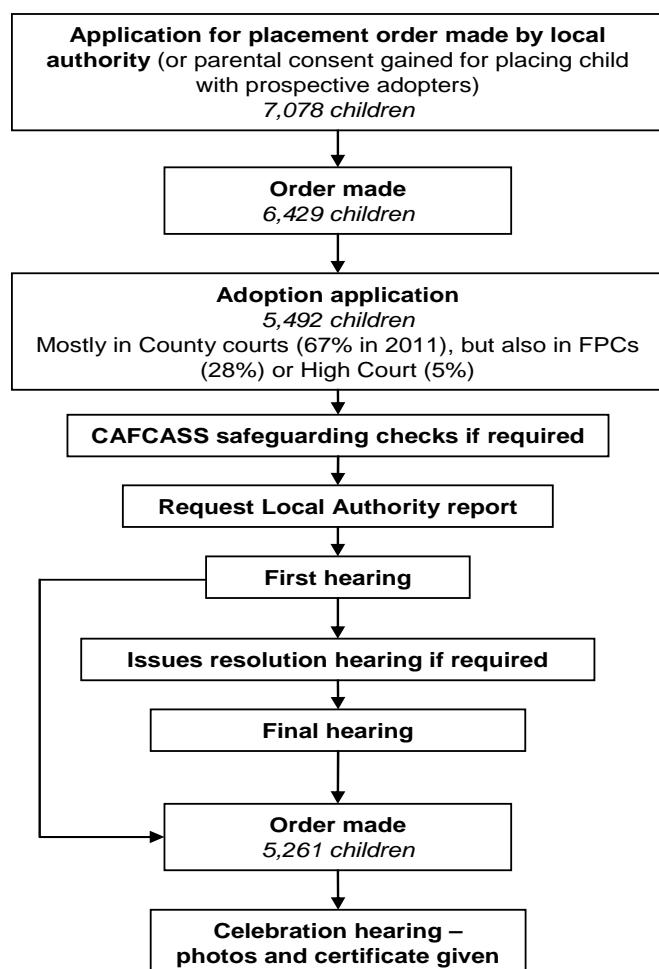 Application for placement order made by local
authority (or parental consent gained for placing child
with prospective adopters)
7,078 children
Order made
6,429 children
Adoption application
5,492 children
Mostly in County courts (67% in 2011), but also in FPCs
(28%) or High Court (5%)
CAFCASS safeguarding checks if required
Request Local Authority report
First hearing
Issues resolution hearing if required
Final hearing
Order made
5,261 children
Celebration hearing –
photos and certificate given